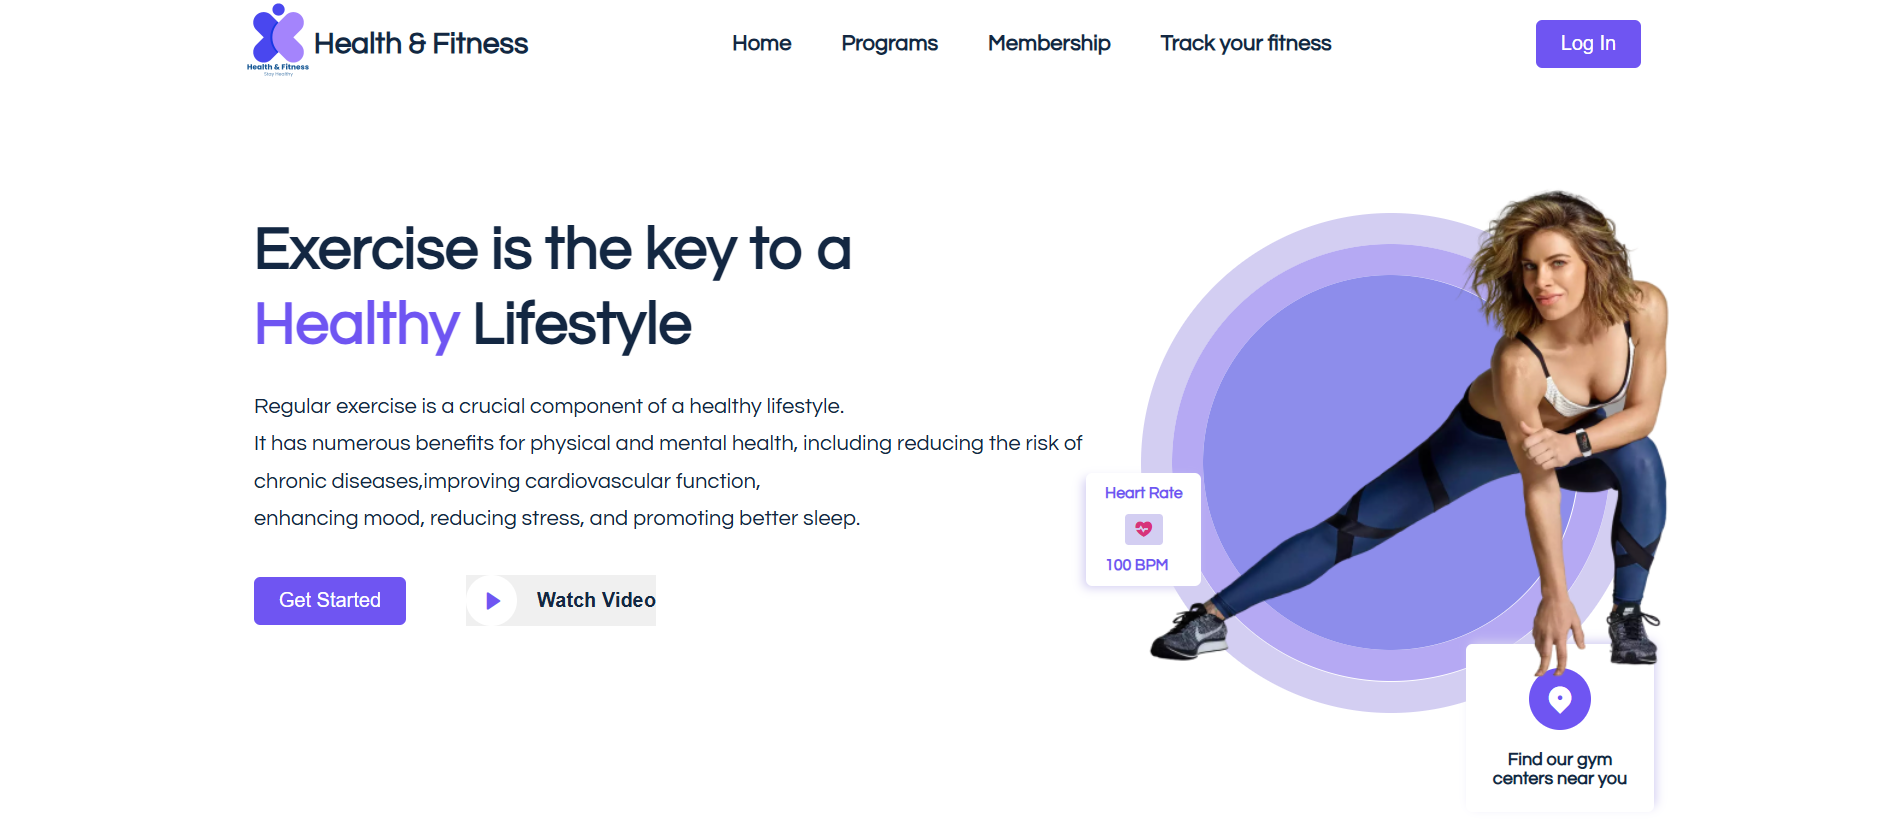 Health & Fitness
Stay Healthy
Health & Fitness
Home
Programs
Membership
Track your fitness
Log In
Exercise is the key to a
Healthy Lifestyle
Regular exercise is a crucial component of a healthy lifestyle.
It has numerous benefits for physical and mental health, including reducing the risk of
chronic diseases,improving cardiovascular function,
enhancing mood, reducing stress, and promoting better sleep.
Get Started
Watch Video
Heart Rate
100 BPM
Find our gym
centers near you